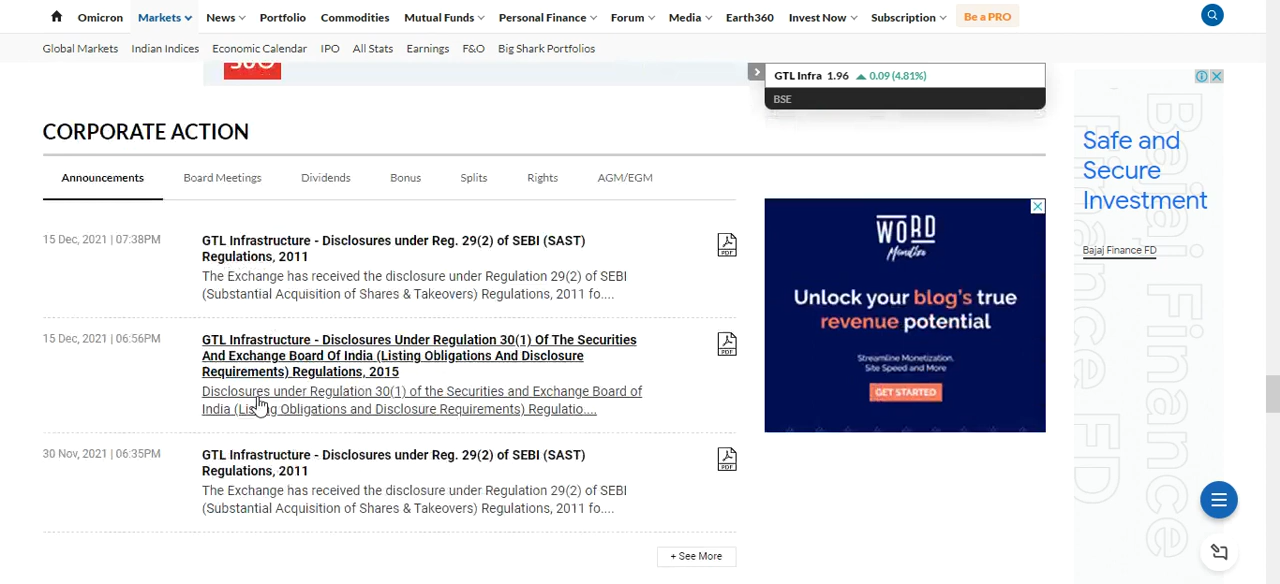 Omicron Markets News Portfolio Commodities Mutual Funds Personal Finance Forum Media Earth360 Invest Now Subscription Be a PRO
Global Markets Indian Indices Economic Calendar IPO All Stats Earnings F&O Big Shark Portfolios
GTL Infra 1.96 0.09 (4.81%)
BSE
CORPORATE ACTION
Announcements Board Meetings Dividends Bonus Splits Rights AGM/EGM
15 Dec, 2021 | 07:38PM
GTL Infrastructure - Disclosures under Reg. 29(2) of SEBI (SAST)
Regulations, 2011
The Exchange has received the disclosure under Regulation 29(2) of SEBI
(Substantial Acquisition of Shares & Takeovers) Regulations, 2011 fo....
PDF
15 Dec, 2021 | 06:56PM
GTL Infrastructure - Disclosures Under Regulation 30(1) Of The Securities
And Exchange Board Of India (Listing Obligations And Disclosure
Requirements) Regulations, 2015
Disclosures under Regulation 30(1) of the Securities and Exchange Board of
India (Listing Obligations and Disclosure Requirements) Regulatio....
PDF
30 Nov, 2021 | 06:35PM
GTL Infrastructure - Disclosures under Reg. 29(2) of SEBI (SAST)
Regulations, 2011
The Exchange has received the disclosure under Regulation 29(2) of SEBI
(Substantial Acquisition of Shares & Takeovers) Regulations, 2011 fo....
PDF
+ See More
WORD
Monetize
Unlock your blog's true
revenue potential
Streamline Monetization,
Site Speed and More
GET STARTED
Safe and
Secure
Investment
Bajaj Finance FD
Bajaj Finance
Finance FD